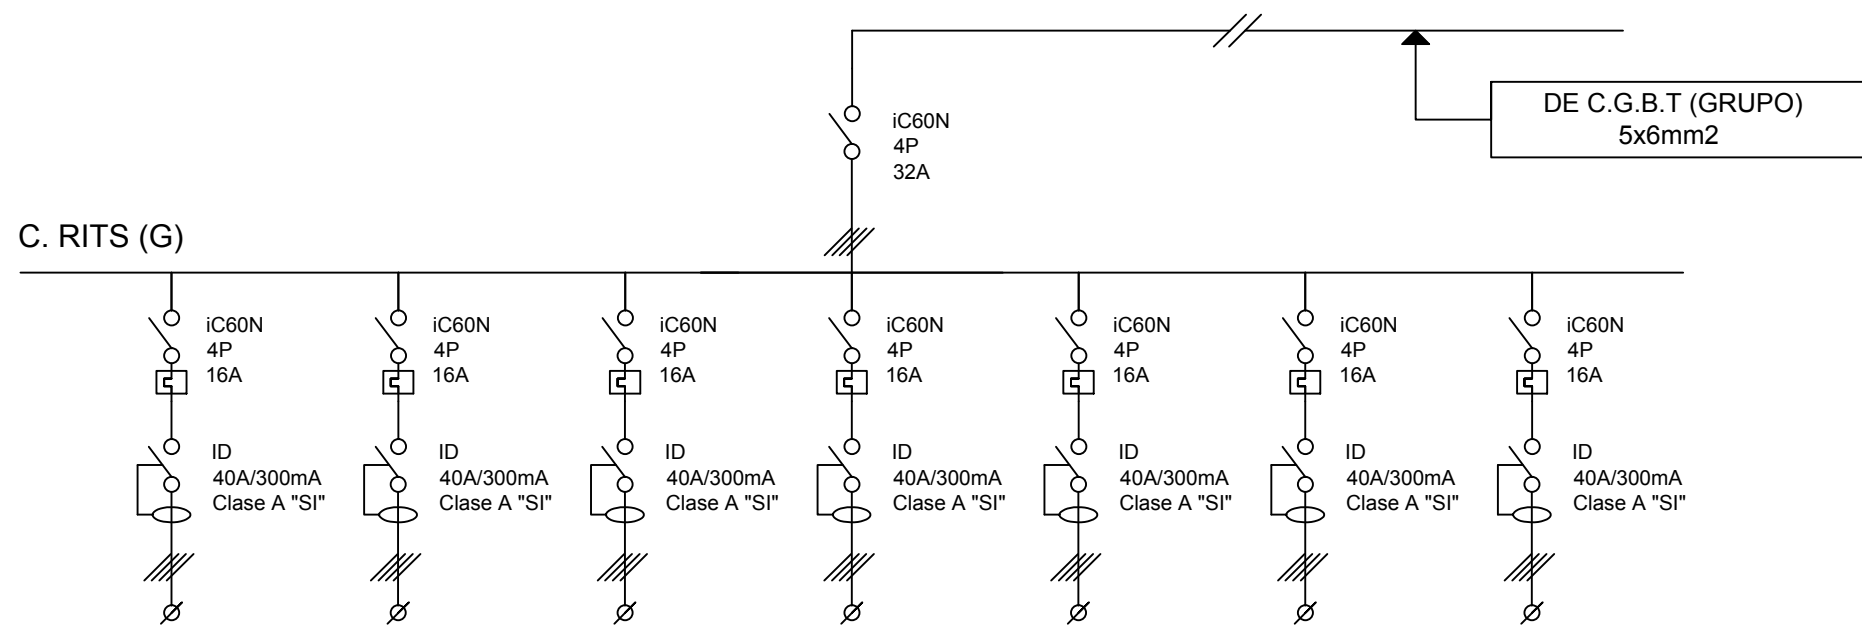 DE C.G.B.T (GRUPO)
5x6mm2
iC60N
4P
32A
C. RITS (G)
iC60N
4P
16A
ID
40A/300mA
Clase A "SI"
iC60N
4P
16A
ID
40A/300mA
Clase A "SI"
iC60N
4P
16A
ID
40A/300mA
Clase A "SI"
iC60N
4P
16A
ID
40A/300mA
Clase A "SI"
iC60N
4P
16A
ID
40A/300mA
Clase A "SI"
iC60N
4P
16A
ID
40A/300mA
Clase A "SI"
iC60N
4P
16A
ID
40A/300mA
Clase A "SI"